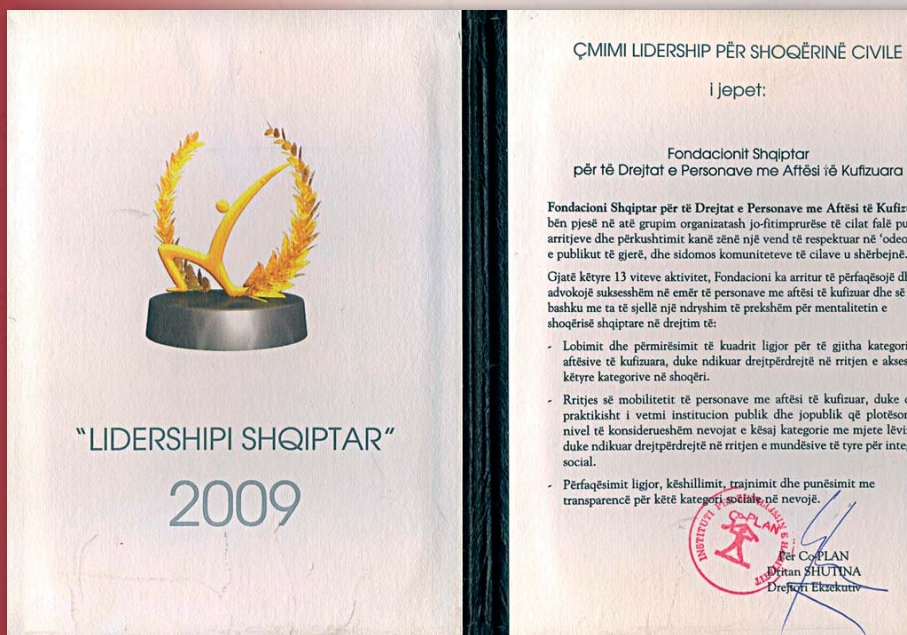 "LIDERSHIPI SHQIPTAR"
2009
ÇMIMI LIDERSHIP PËR SHOQËRINË CIVILE
i jepet:
Fondacionit Shqiptar
për të Drejtat e Personave me Aftësi të Kufizuara
Fondacioni Shqiptar për të Drejtat e Personave me Aftësi të
bën pjesë në atë grupim organizatash jo-fitimprurëse të cilat falë
arritjeve dhe përkushtimit kanë zënë një vend të respektuar në
e publikut të gjerë, dhe sidomos komuniteteve të cilave u shërbejnë.
Gjatë këtyre 13 viteve aktivitet, Fondacioni ka arritur të përfaqësojë
advokojë suksesshëm në emër të personave me aftësi të kufizuar dhe së
bashku me ta të sjellë një ndryshim të prekshëm për mentalitetin e
shoqërisë shqiptare në drejtim të:
- Lobimit dhe përmirësimit të kuadrit ligjor për të gjitha
aftësive të kufizuara, duke ndikuar drejtpërdrejtë në rritjen e
këtyre kategorive në shoqëri.
- Rritjes së mobilitetit të personave me aftësi të kufizuar, duke
praktikisht i vetmi institucion publik dhe jopublik që
nivel të konsiderueshëm nevojat e kësaj kategorie me mjete
duke ndikuar drejtpërdrejtë në rritjen e mundësive të tyre për
social.
- Përfaqësimit ligjor, këshillimit, trajnimit dhe punësimit me
transparencë për këtë kategori sociale në nevojë.
INSTITUTI PËR ZHVILLIMIN E HABITATIT
Co-PLAN
Për Co-PLAN
Dritan SHUTINA
Drejtori Ekzekutiv